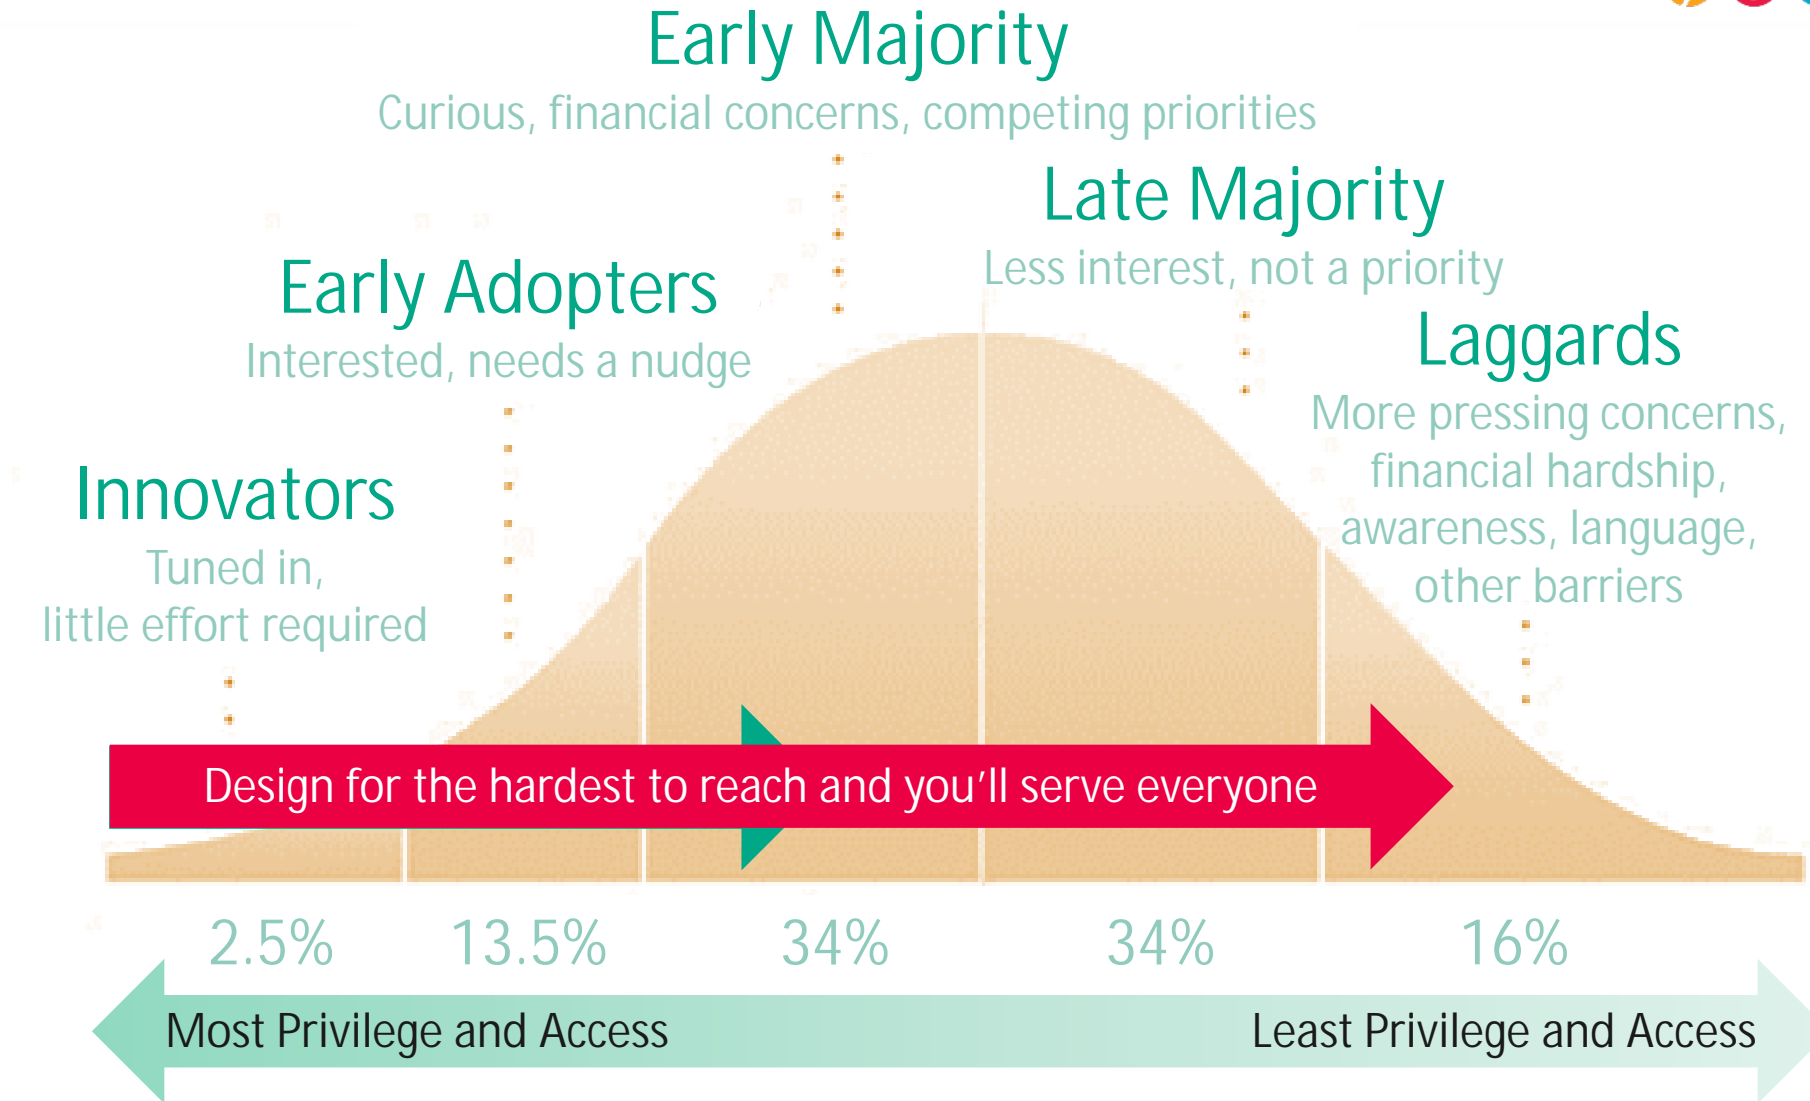 Early Majority
Curious, financial concerns, competing priorities
Late Majority
Less interest, not a priority
Early Adopters
Interested, needs a nudge
Laggards
More pressing concerns,
financial hardship,
awareness, language,
other barriers
Innovators
Tuned in,
little effort required
Design for the hardest to reach and you'll serve everyone
2.5%
13.5%
34%
34%
16%
Most Privilege and Access
Least Privilege and Access